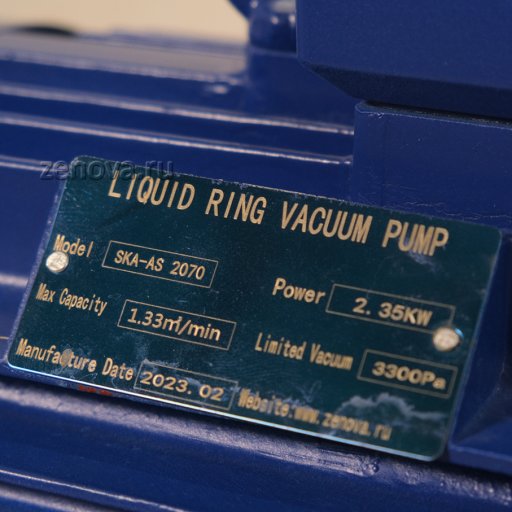 zenova.ru
LIQUID RING VACUUM PUMP
Model SKA-AS 2070
Power 2.35KW
Max Capacity 1.33m³/min
Limited Vacuum 3300Pa
Manufacture Date 2023.02
Website:www.zenova.ru